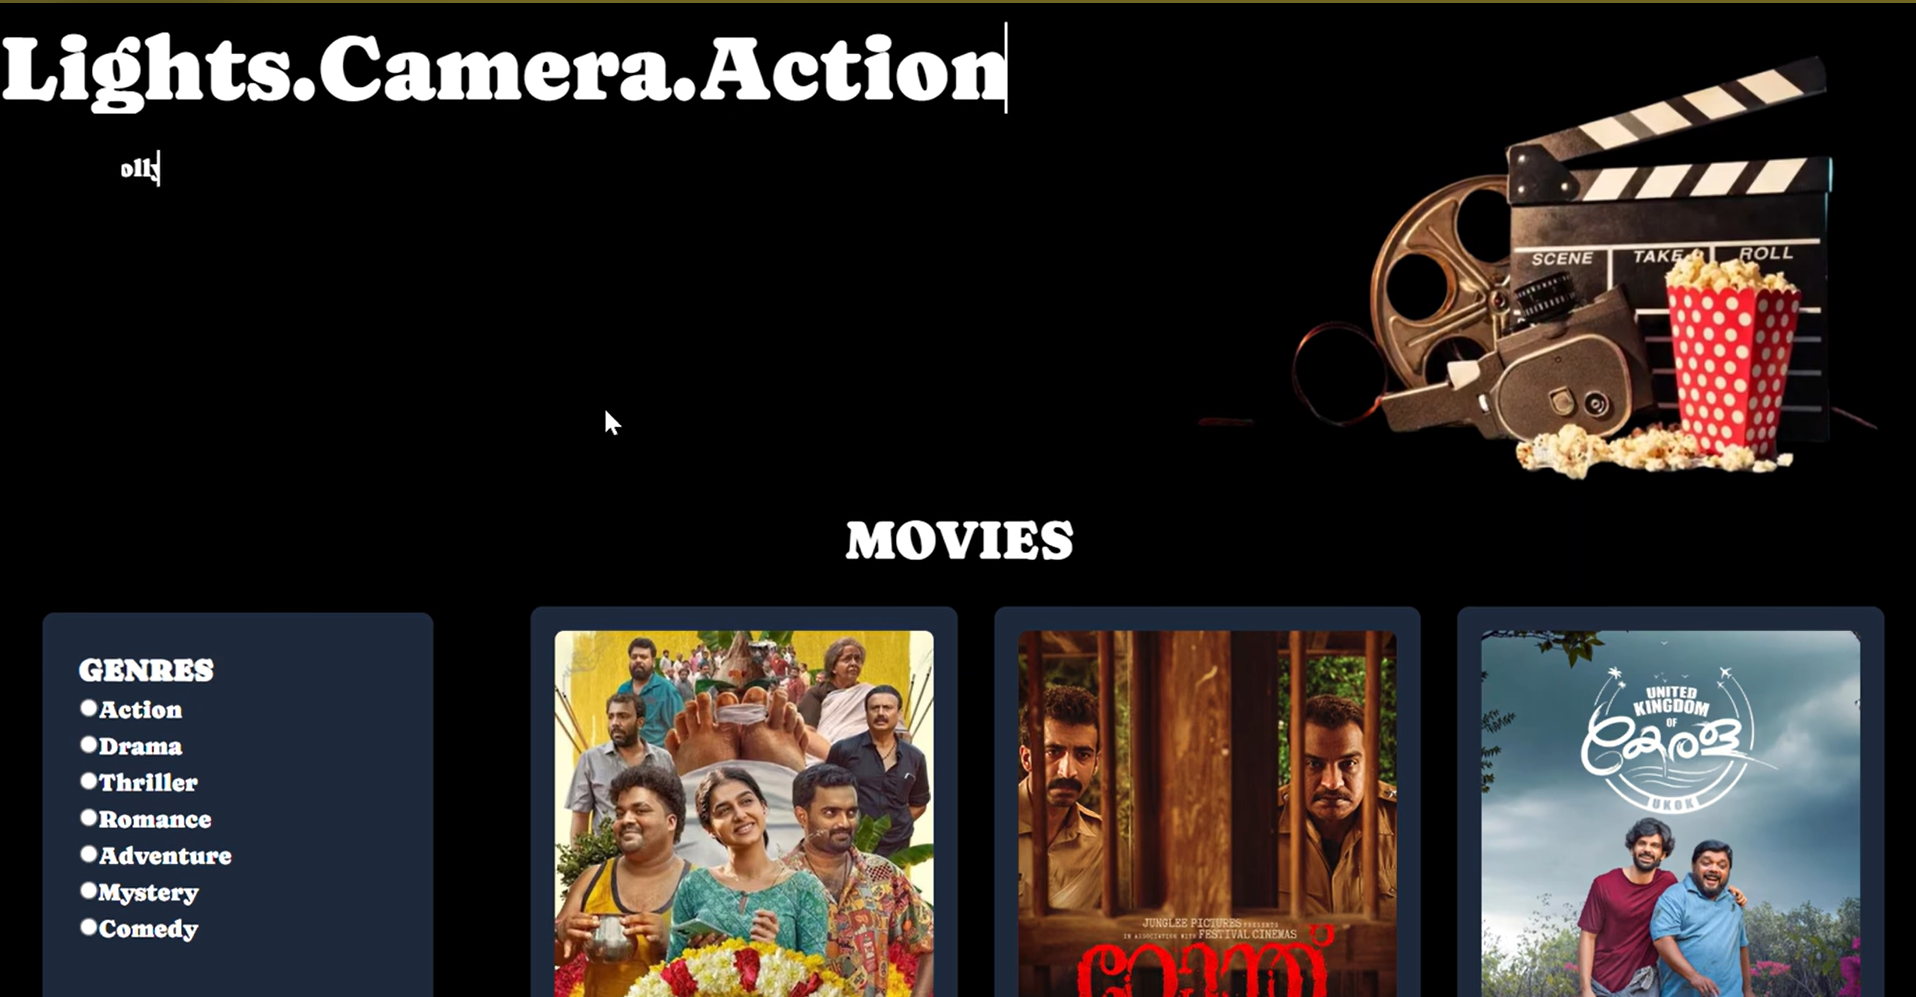 Lights.Camera.Action
olly
SCENE
TAKE
ROLL
MOVIES
GENRES
Action
Drama
Thriller
Romance
Adventure
Mystery
Comedy
JUNGLEE PICTURES PRESENTS
IN ASSOCIATION WITH FESTIVAL CINEMAS
റോന്ത്
UNITED
KINGDOM
OF
കേരള
UKOK